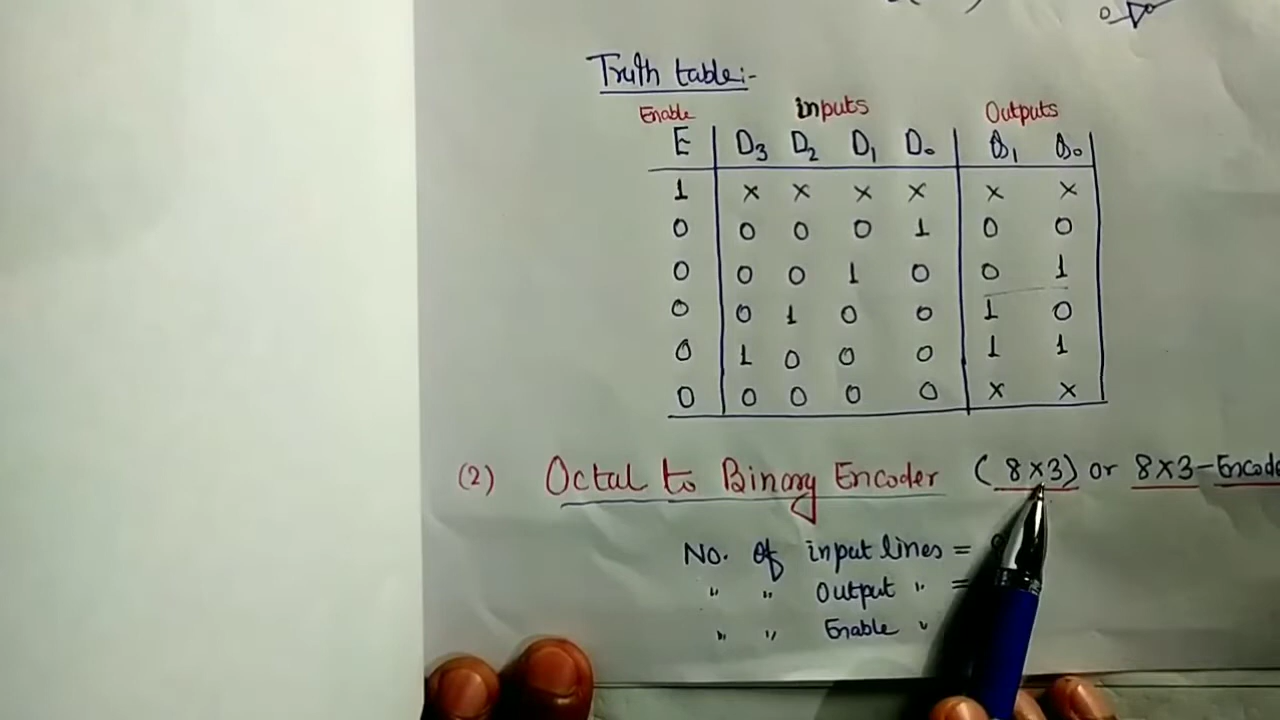 Truth table:-
Enable inputs Outputs
E D3 D2 D1 D0 Q1 Q0
1 x x x x x x
0 0 0 0 1 0 0
0 0 0 1 0 0 1
0 0 1 0 0 1 0
0 1 0 0 0 1 1
0 0 0 0 0 x x
(2) Octal to Binary Encoder (8x3) or 8x3-Encode
No. of input lines =
" " Output " =
" " Enable "